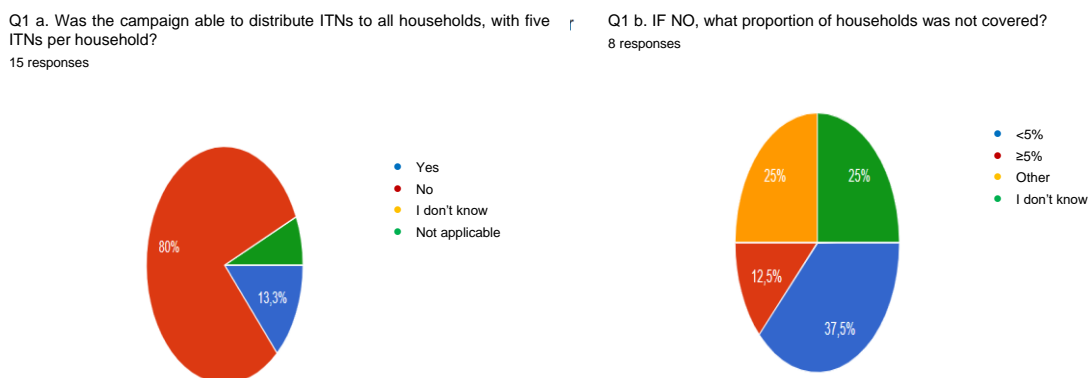 Q1 a. Was the campaign able to distribute ITNs to all households, with five
ITNs per household?
15 responses
80%
13,3%
Yes
No
I don't know
Not applicable
Q1 b. IF NO, what proportion of households was not covered?
8 responses
25%
25%
12,5%
37,5%
<5%
≥5%
Other
I don't know